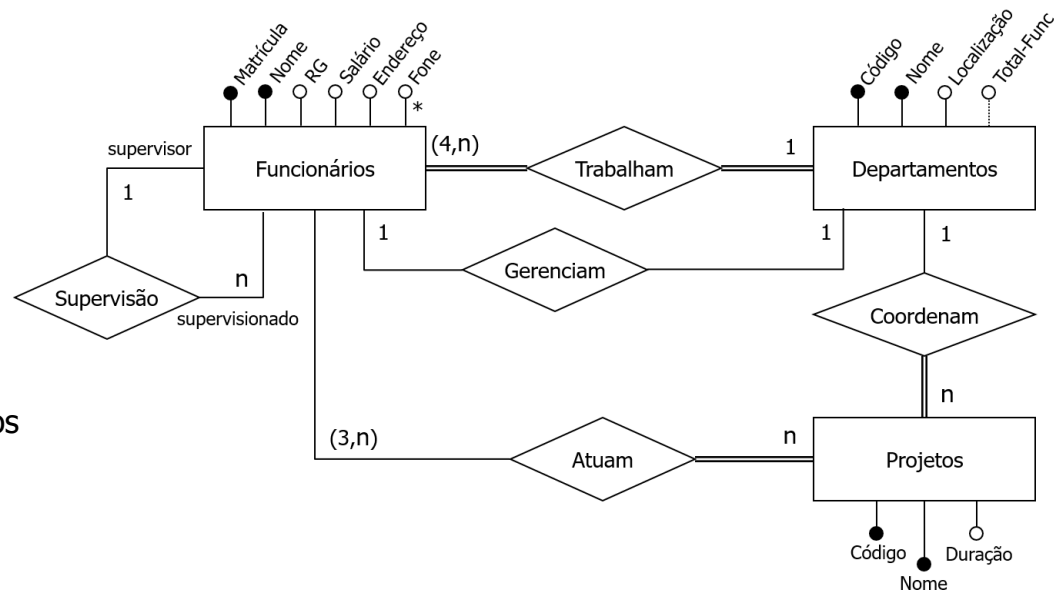 Matrícula
Nome
RG
Salário
Endereço
Fone
*
Código
Nome
Localização
Total-Func
supervisor
1
Funcionários
(4,n)
Trabalham
1
Departamentos
1
Gerenciam
1
1
Supervisão
n
supervisionado
Coordenam
n
os
(3,n)
Atuam
n
Projetos
Código
Nome
Duração